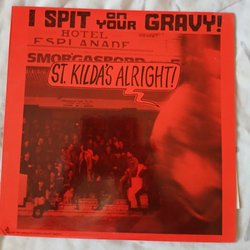 I SPIT on YOUR GRAVY!
HOTEL
ESPLANADE
SMORGASBORD
ST. KILDA'S ALRIGHT!